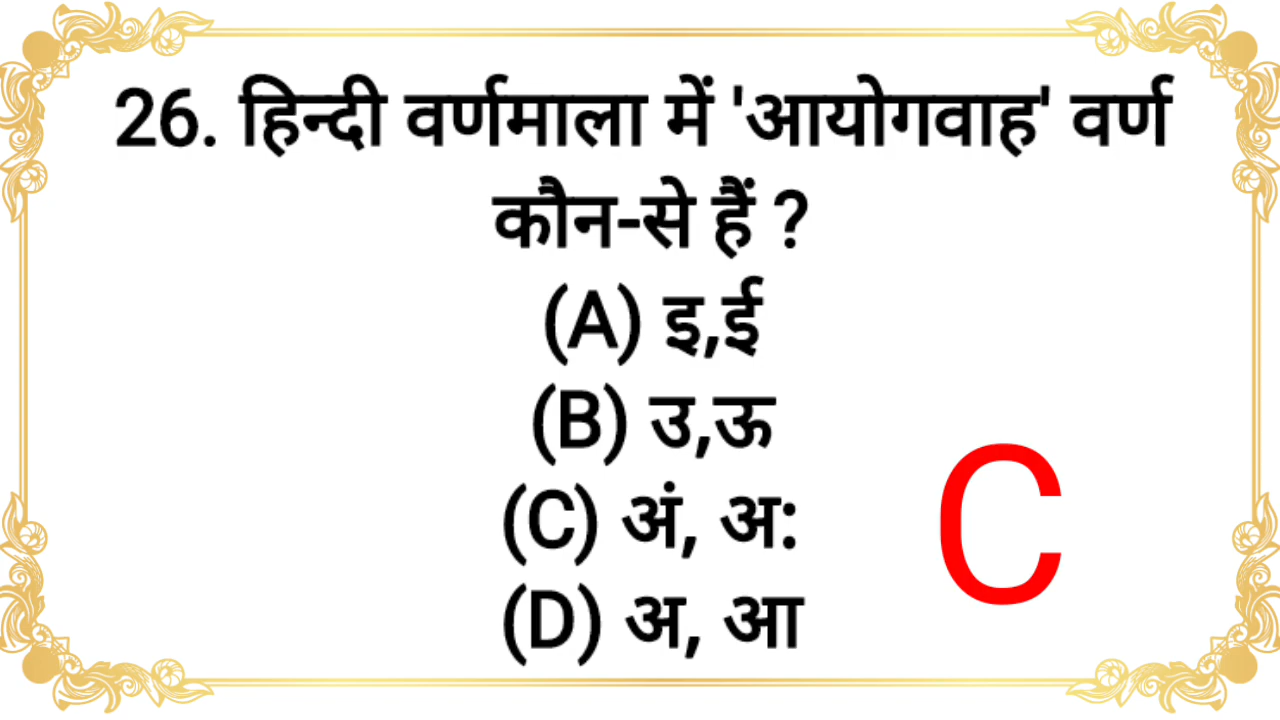 26. हिन्दी वर्णमाला में 'आयोगवाह' वर्ण
कौन-से हैं ?
(A) इ,ई
(B) उ,ऊ
(C) अं, अ:
(D) अ, आ
C